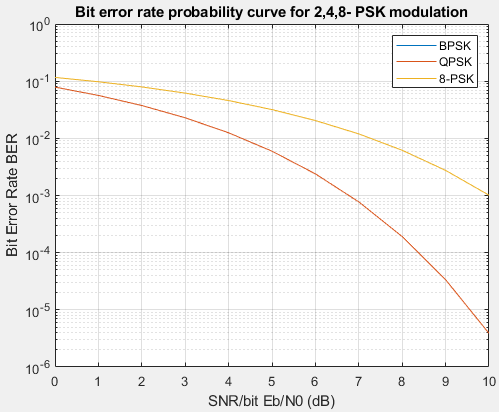 Bit error rate probability curve for 2,4,8- PSK modulation
10^0
10^-1
10^-2
10^-3
10^-4
10^-5
10^-6
Bit Error Rate BER
BPSK
QPSK
8-PSK
0 1 2 3 4 5 6 7 8 9 10
SNR/bit Eb/N0 (dB)